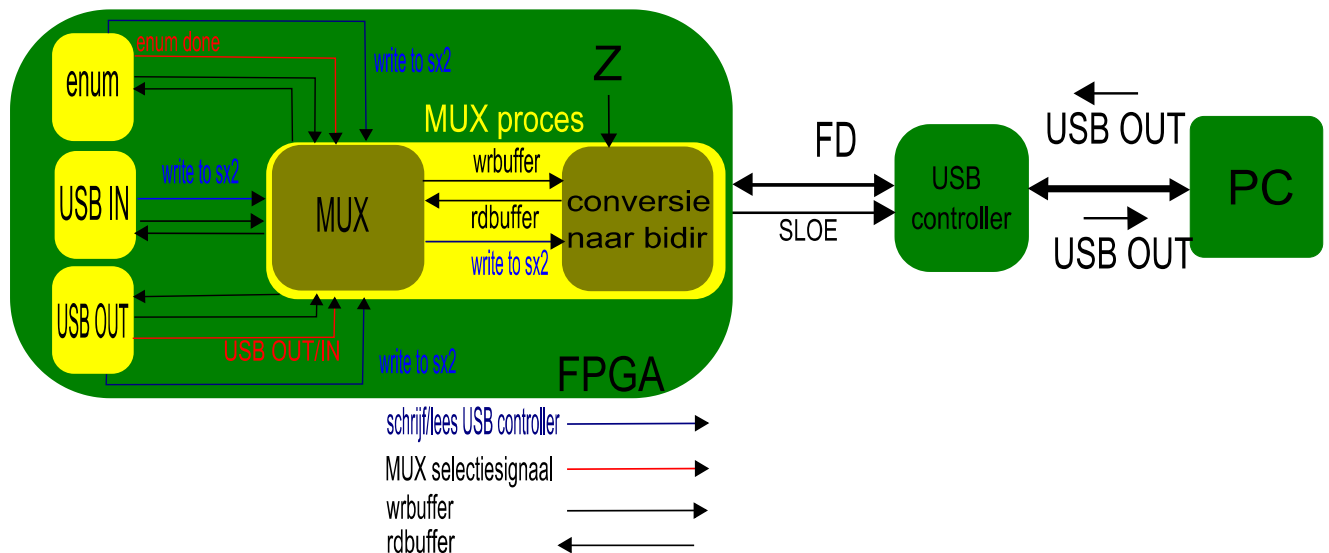 enum
enum done
write to sx2
Z
MUX proces
USB IN
write to sx2
MUX
wrbuffer
rdbuffer
write to sx2
conversie
naar bidir
USB OUT
USB OUT/IN
write to sx2
FPGA
FD
SLOE
USB
controller
USB OUT
USB OUT
PC
schrijf/lees USB controller
MUX selectiesignaal
wrbuffer
rdbuffer